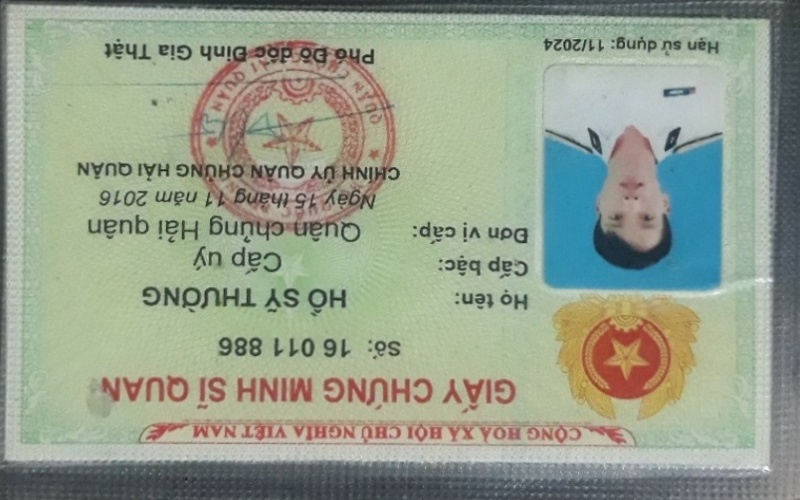 CỘNG HOÀ XÃ HỘI CHỦ NGHĨA VIỆT NAM
GIẤY CHỨNG MINH SĨ QUAN
Số: 16 011 886
Họ tên: HỒ SỸ THƯỜNG
Cấp bậc: Cấp uý
Đơn vị cấp: Quân chủng Hải quân
Ngày 15 tháng 11 năm 2016
CHÍNH ỦY QUÂN CHỦNG HẢI QUÂN
Phó Đô đốc Đinh Gia Thật
Hạn sử dụng: 11/2024